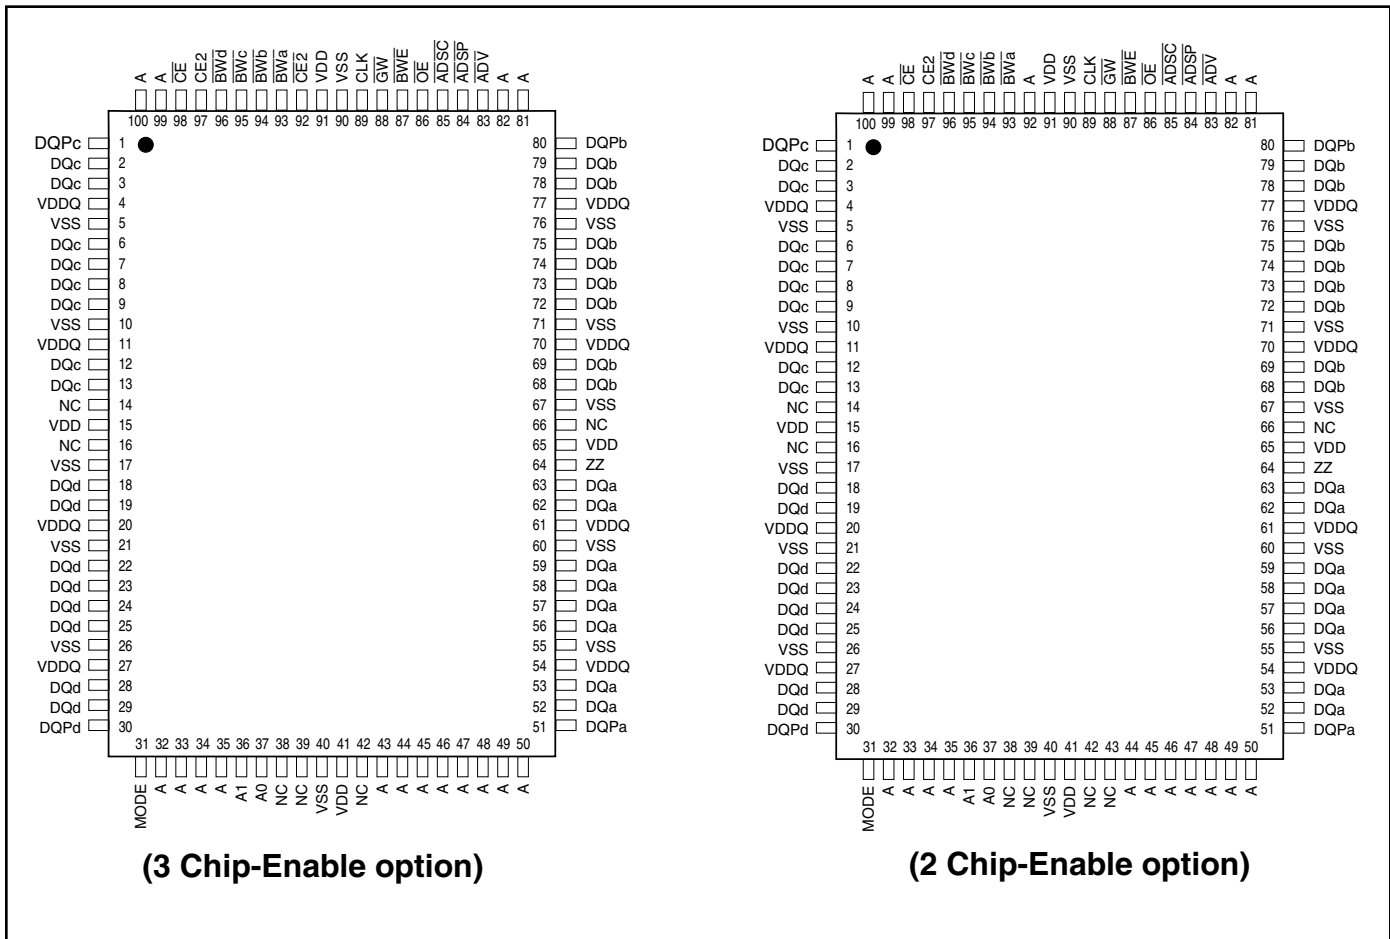 A A CE CE2 BWd BWc BWb BWa CE2 VDD VSS CLK GW BWE OE ADSC ADSP ADV A A
100 99 98 97 96 95 94 93 92 91 90 89 88 87 86 85 84 83 82 81
DQPc 1 80 DQPb
DQc 2 79 DQb
DQc 3 78 DQb
VDDQ 4 77 VDDQ
VSS 5 76 VSS
DQc 6 75 DQb
DQc 7 74 DQb
DQc 8 73 DQb
DQc 9 72 DQb
VSS 10 71 VSS
VDDQ 11 70 VDDQ
DQc 12 69 DQb
DQc 13 68 DQb
NC 14 67 VSS
VDD 15 66 NC
NC 16 65 VDD
VSS 17 64 ZZ
DQd 18 63 DQa
DQd 19 62 DQa
VDDQ 20 61 VDDQ
VSS 21 60 VSS
DQd 22 59 DQa
DQd 23 58 DQa
DQd 24 57 DQa
DQd 25 56 DQa
VSS 26 55 VSS
VDDQ 27 54 VDDQ
DQd 28 53 DQa
DQd 29 52 DQa
DQPd 30 51 DQPa
31 32 33 34 35 36 37 38 39 40 41 42 43 44 45 46 47 48 49 50
MODE A A A A A1 A0 NC NC VSS VDD NC A A A A A A A A
(3 Chip-Enable option)
A A CE CE2 BWd BWc BWb BWa A VDD VSS CLK GW BWE OE ADSC ADSP ADV A A
100 99 98 97 96 95 94 93 92 91 90 89 88 87 86 85 84 83 82 81
DQPc 1 80 DQPb
DQc 2 79 DQb
DQc 3 78 DQb
VDDQ 4 77 VDDQ
VSS 5 76 VSS
DQc 6 75 DQb
DQc 7 74 DQb
DQc 8 73 DQb
DQc 9 72 DQb
VSS 10 71 VSS
VDDQ 11 70 VDDQ
DQc 12 69 DQb
DQc 13 68 DQb
NC 14 67 VSS
VDD 15 66 NC
NC 16 65 VDD
VSS 17 64 ZZ
DQd 18 63 DQa
DQd 19 62 DQa
VDDQ 20 61 VDDQ
VSS 21 60 VSS
DQd 22 59 DQa
DQd 23 58 DQa
DQd 24 57 DQa
DQd 25 56 DQa
VSS 26 55 VSS
VDDQ 27 54 VDDQ
DQd 28 53 DQa
DQd 29 52 DQa
DQPd 30 51 DQPa
31 32 33 34 35 36 37 38 39 40 41 42 43 44 45 46 47 48 49 50
MODE A A A A A1 A0 NC NC VSS VDD NC NC A A A A A A A
(2 Chip-Enable option)